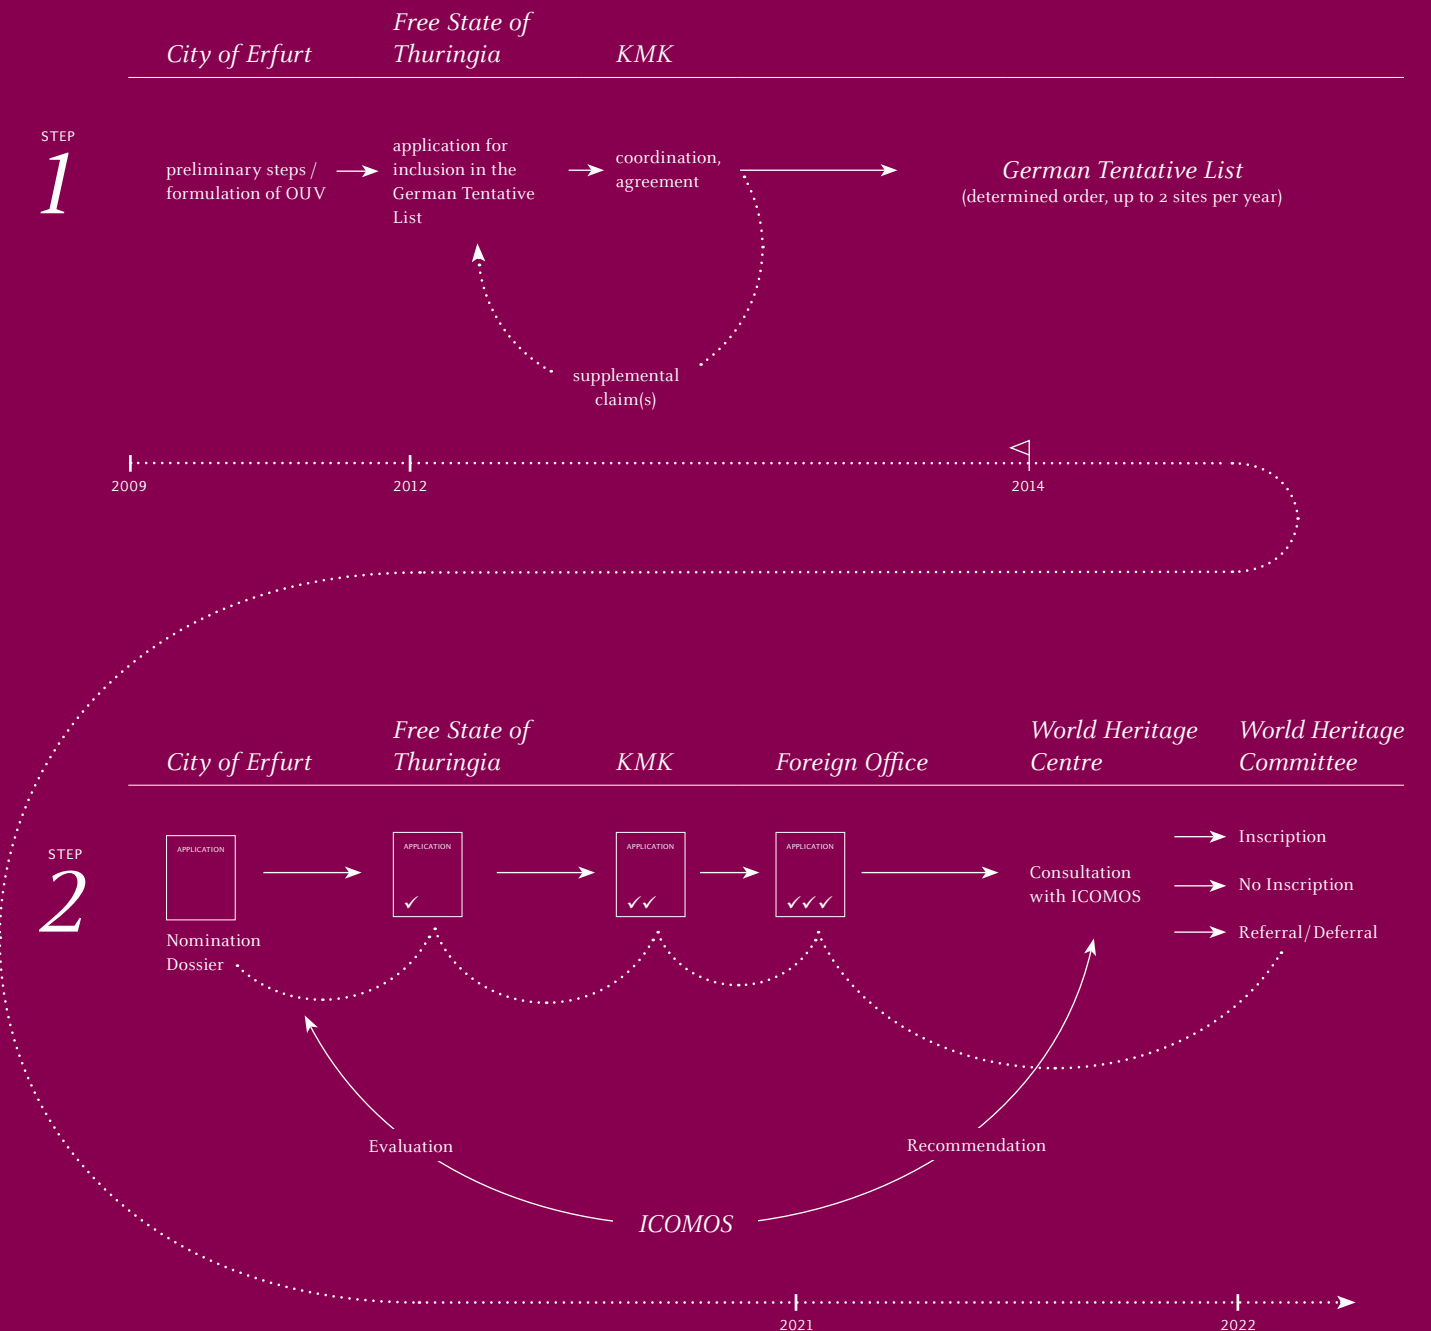 City of Erfurt
Free State of
Thuringia
KMK
STEP
1
preliminary steps /
formulation of OUV
application for
inclusion in the
German Tentative
List
coordination,
agreement
German Tentative List
(determined order, up to 2 sites per year)
supplemental
claim(s)
2009
2012
2014
City of Erfurt
Free State of
Thuringia
KMK
Foreign Office
World Heritage
Centre
World Heritage
Committee
STEP
2
APPLICATION
Nomination
Dossier
APPLICATION
APPLICATION
APPLICATION
Consultation
with ICOMOS
Inscription
No Inscription
Referral/Deferral
Evaluation
Recommendation
ICOMOS
2021
2022